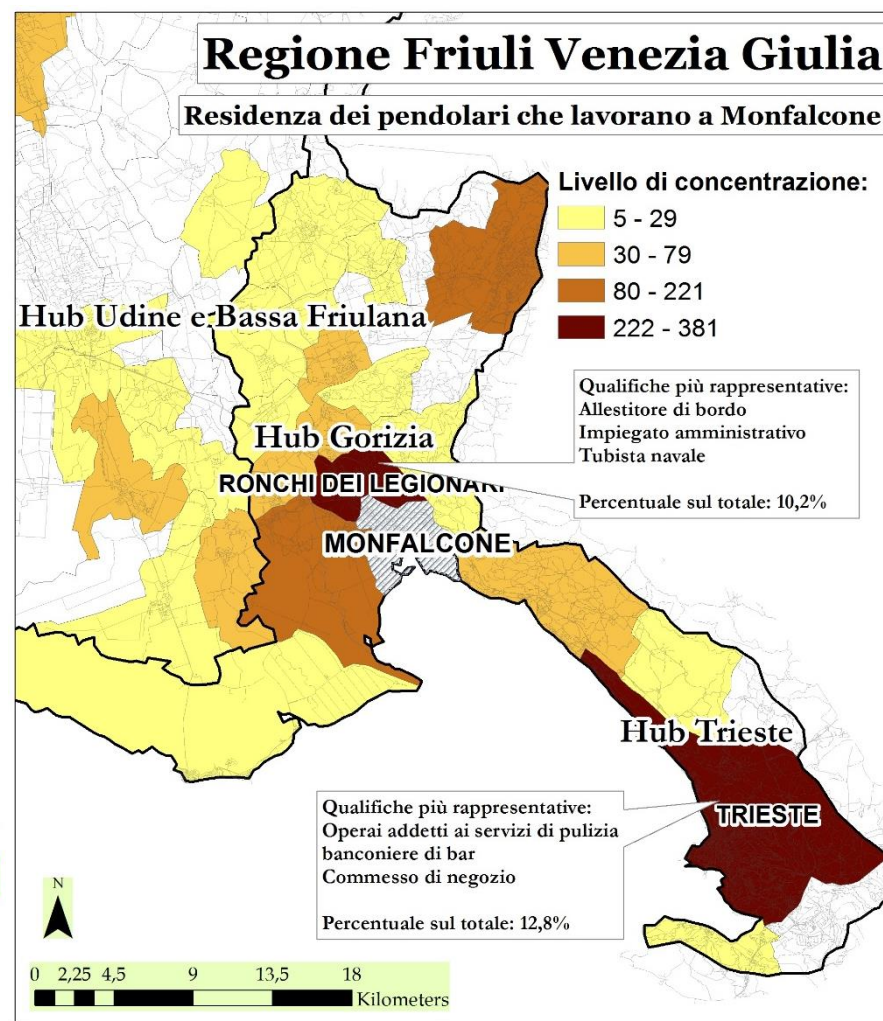 Regione Friuli Venezia Giulia
Residenza dei pendolari che lavorano a Monfalcone
Livello di concentrazione:
5 - 29
30 - 79
80 - 221
222 - 381
Hub Udine e Bassa Friulana
Qualifiche più rappresentative:
Allestitore di bordo
Impiegato amministrativo
Tubista navale
Percentuale sul totale: 10,2%
Hub Gorizia
RONCHI DEI LEGIONARI
MONFALCONE
Hub Trieste
TRIESTE
Qualifiche più rappresentative:
Operai addetti ai servizi di pulizia
banconiere di bar
Commesso di negozio
Percentuale sul totale: 12,8%
N
0 2,25 4,5 9 13,5 18
Kilometers